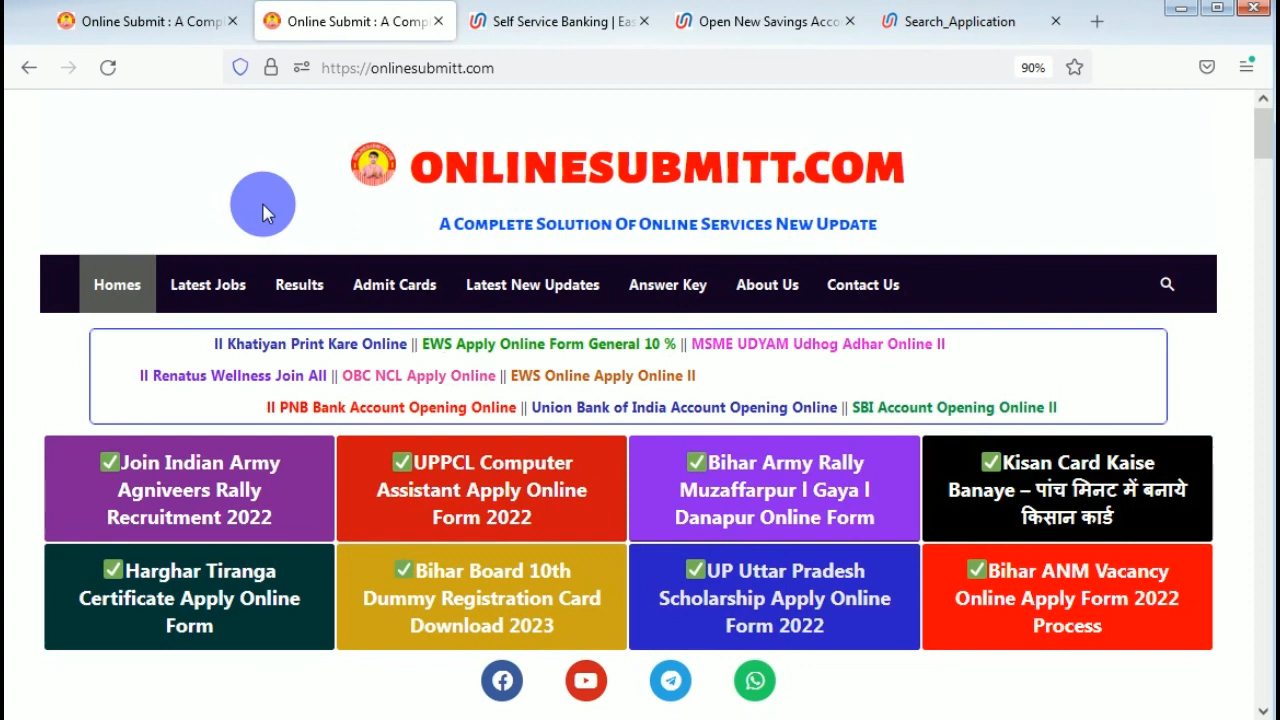 Online Submit : A Compl
Online Submit : A Compl
Self Service Banking | Eas
Open New Savings Acco
Search_Application
https://onlinesubmitt.com
90%
ONLINESUBMITT.COM
A COMPLETE SOLUTION OF ONLINE SERVICES NEW UPDATE
Homes Latest Jobs Results Admit Cards Latest New Updates Answer Key About Us Contact Us
II Khatiyan Print Kare Online || EWS Apply Online Form General 10 % || MSME UDYAM Udhog Adhar Online II
II Renatus Wellness Join All || OBC NCL Apply Online || EWS Online Apply Online II
II PNB Bank Account Opening Online || Union Bank of India Account Opening Online || SBI Account Opening Online II
✅Join Indian Army
Agniveers Rally
Recruitment 2022
✅UPPCL Computer
Assistant Apply Online
Form 2022
✅Bihar Army Rally
Muzaffarpur l Gaya l
Danapur Online Form
✅Kisan Card Kaise
Banaye – पांच मिनट में बनाये
किसान कार्ड
✅Harghar Tiranga
Certificate Apply Online
Form
✅Bihar Board 10th
Dummy Registration Card
Download 2023
✅UP Uttar Pradesh
Scholarship Apply Online
Form 2022
✅Bihar ANM Vacancy
Online Apply Form 2022
Process